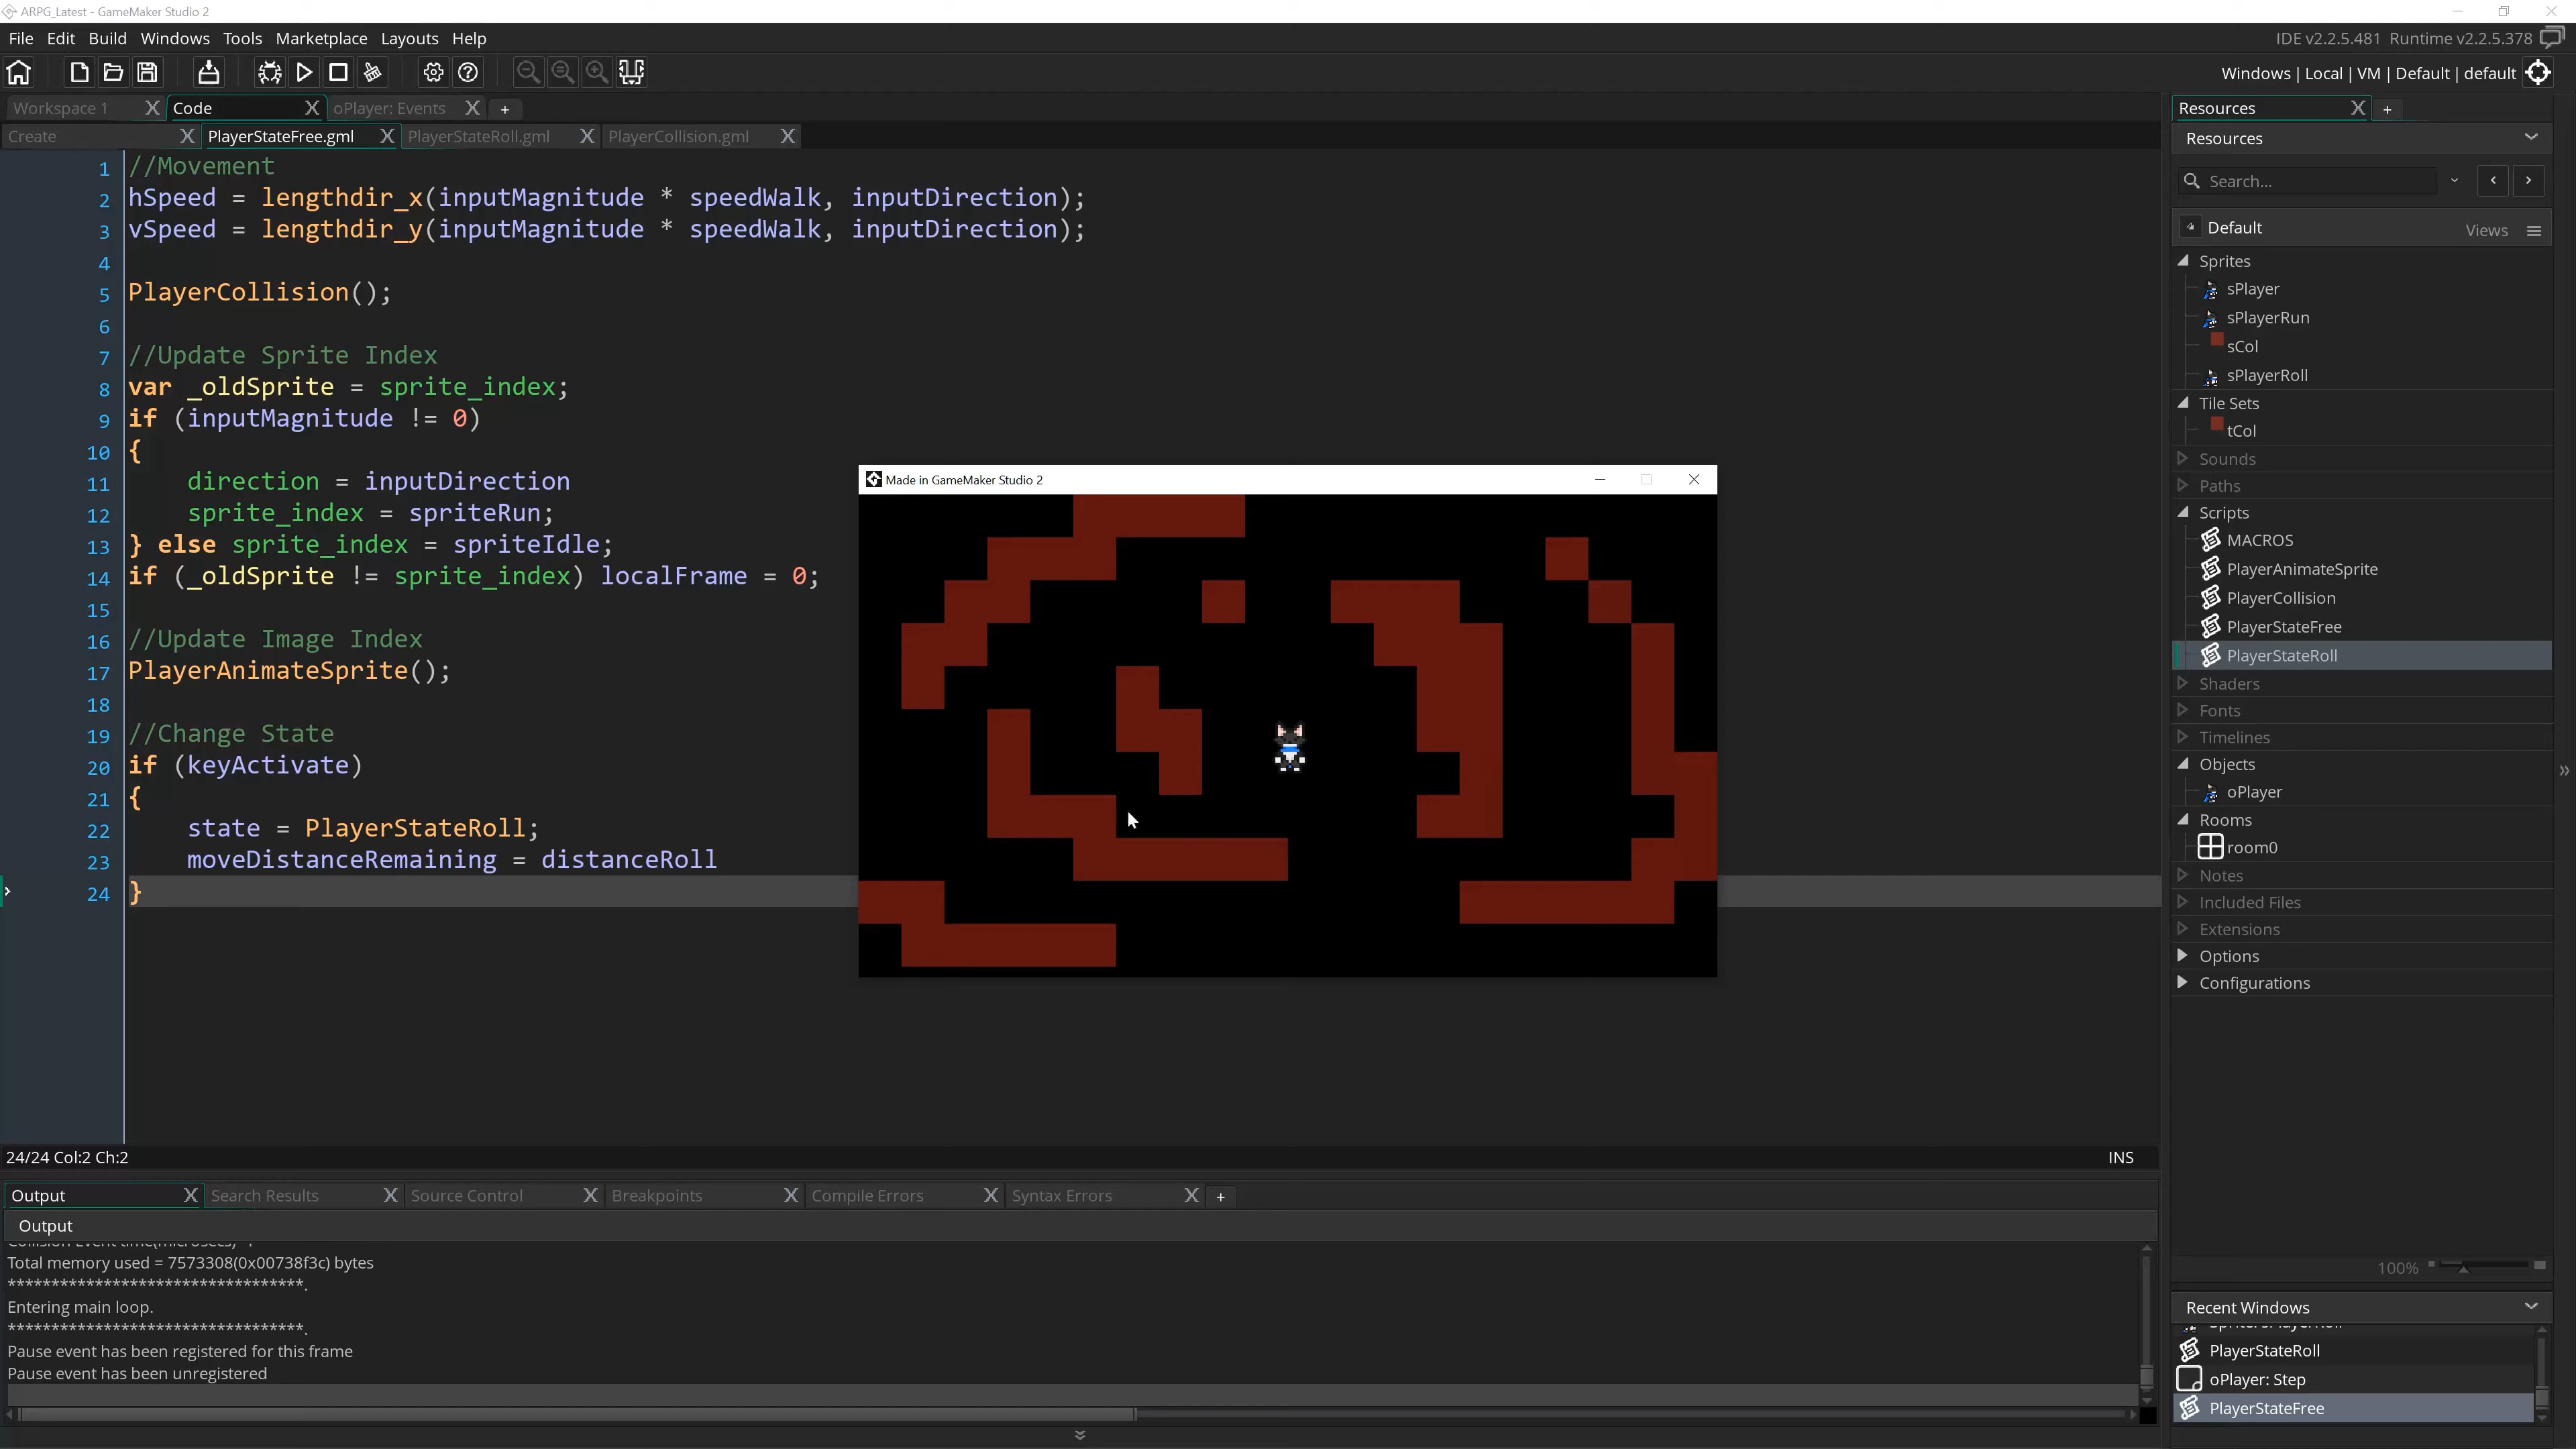 ARPG_Latest - GameMaker Studio 2
File Edit Build Windows Tools Marketplace Layouts Help
IDE v2.2.5.481 Runtime v2.2.5.378
Windows | Local | VM | Default | default
Workspace 1
Code
oPlayer: Events
Create
PlayerStateFree.gml
PlayerStateRoll.gml
PlayerCollision.gml
1 //Movement
2 hSpeed = lengthdir_x(inputMagnitude * speedWalk, inputDirection);
3 vSpeed = lengthdir_y(inputMagnitude * speedWalk, inputDirection);
4
5 PlayerCollision();
6
7 //Update Sprite Index
8 var _oldSprite = sprite_index;
9 if (inputMagnitude != 0)
10 {
11 direction = inputDirection
12 sprite_index = spriteRun;
13 } else sprite_index = spriteIdle;
14 if (_oldSprite != sprite_index) localFrame = 0;
15
16 //Update Image Index
17 PlayerAnimateSprite();
18
19 //Change State
20 if (keyActivate)
21 {
22 state = PlayerStateRoll;
23 moveDistanceRemaining = distanceRoll
24 }
Made in GameMaker Studio 2
24/24 Col:2 Ch:2
INS
Output
Search Results
Source Control
Breakpoints
Compile Errors
Syntax Errors
Output
Total memory used = 7573308(0x00738f3c) bytes
**********************************.
Entering main loop.
**********************************.
Pause event has been registered for this frame
Pause event has been unregistered
Resources
Resources
Search...
Default
Views
Sprites
sPlayer
sPlayerRun
sCol
sPlayerRoll
Tile Sets
tCol
Sounds
Paths
Scripts
MACROS
PlayerAnimateSprite
PlayerCollision
PlayerStateFree
PlayerStateRoll
Shaders
Fonts
Timelines
Objects
oPlayer
Rooms
room0
Notes
Included Files
Extensions
Options
Configurations
100%
Recent Windows
PlayerStateRoll
oPlayer: Step
PlayerStateFree